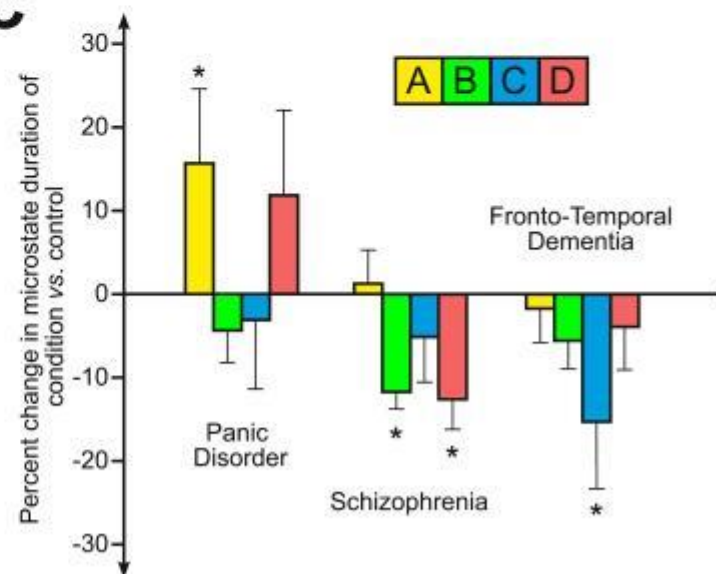 C
30
20
10
0
-10
-20
-30
Percent change in microstate duration of
condition vs. control
*
A B C D
Panic
Disorder
*
*
Schizophrenia
Fronto-Temporal
Dementia
*